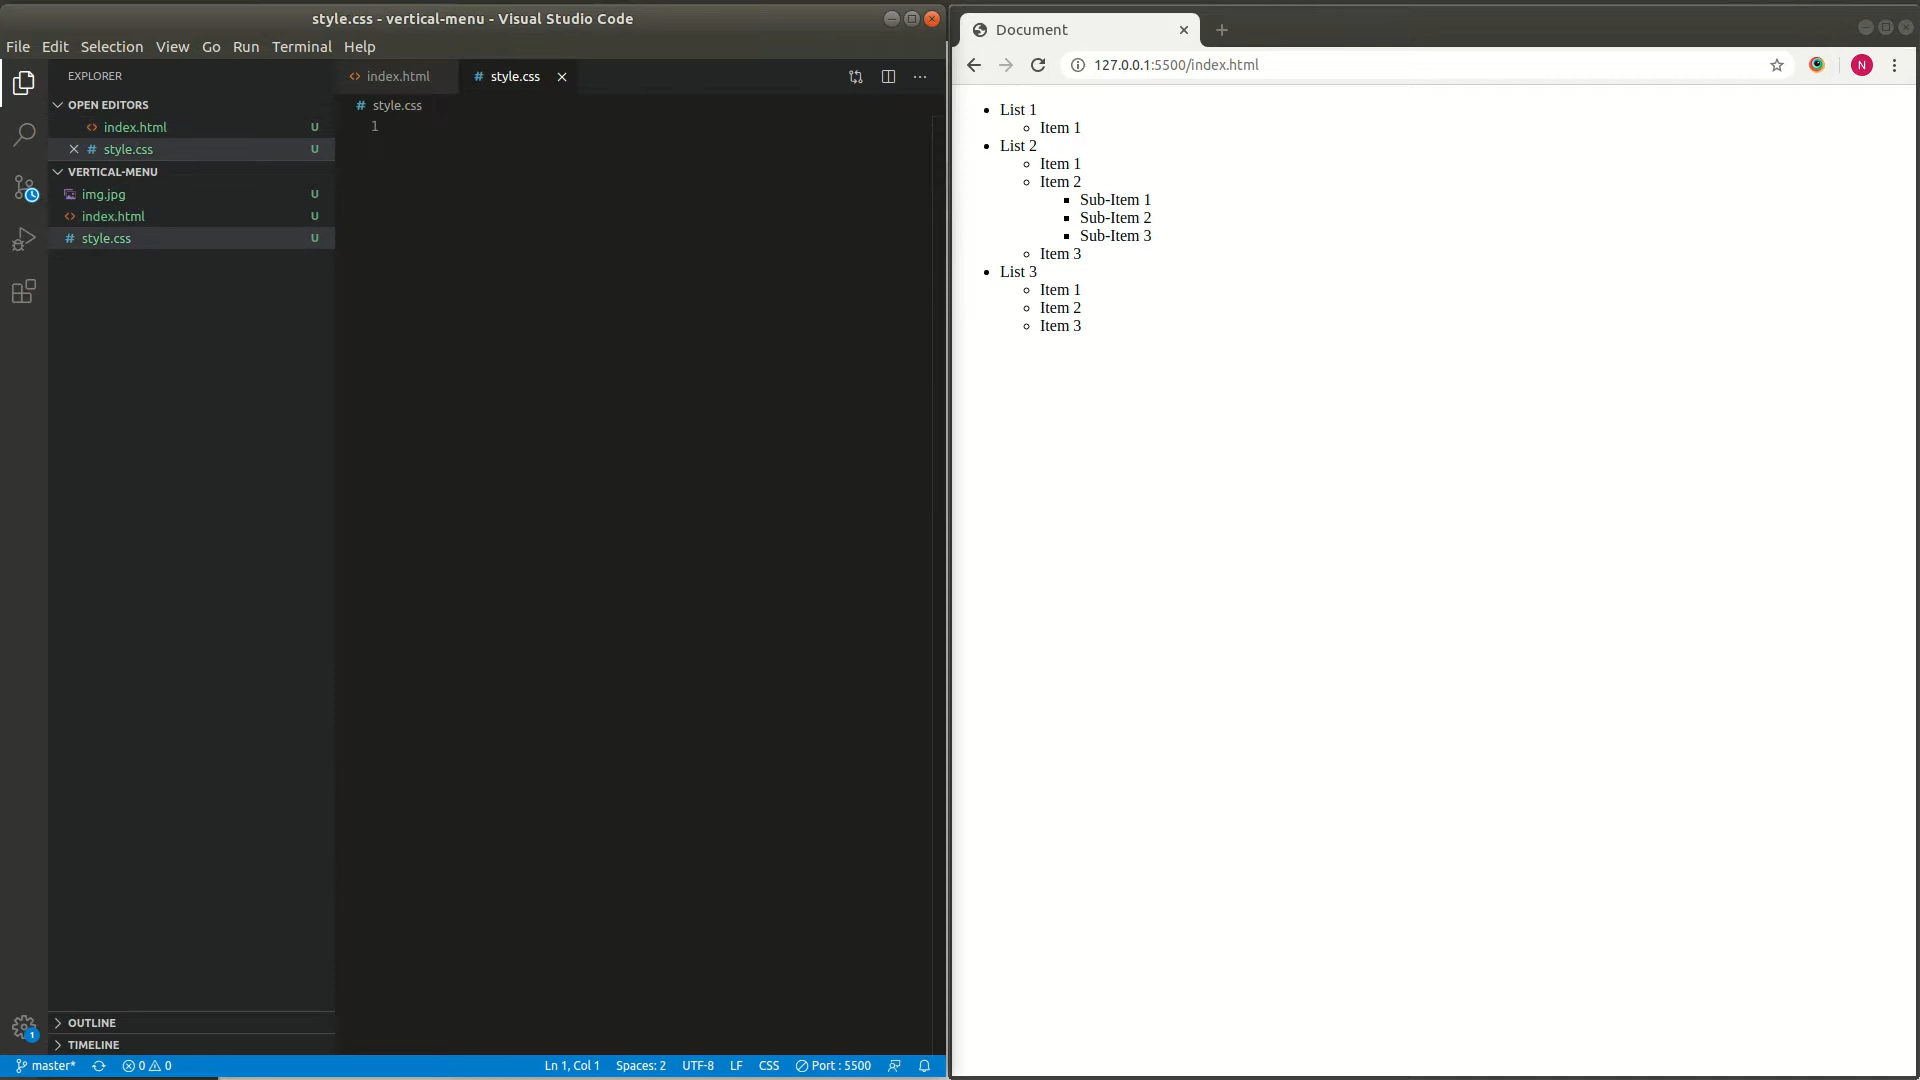 style.css - vertical-menu - Visual Studio Code
File Edit Selection View Go Run Terminal Help
EXPLORER
OPEN EDITORS
index.html U
style.css U
VERTICAL-MENU
img.jpg U
index.html U
style.css U
OUTLINE
TIMELINE
index.html # style.css
# style.css
1
master* 0 0 Ln 1, Col 1 Spaces: 2 UTF-8 LF CSS Port : 5500
1
Document
127.0.0.1:5500/index.html N
List 1
Item 1
List 2
Item 1
Item 2
Sub-Item 1
Sub-Item 2
Sub-Item 3
Item 3
List 3
Item 1
Item 2
Item 3